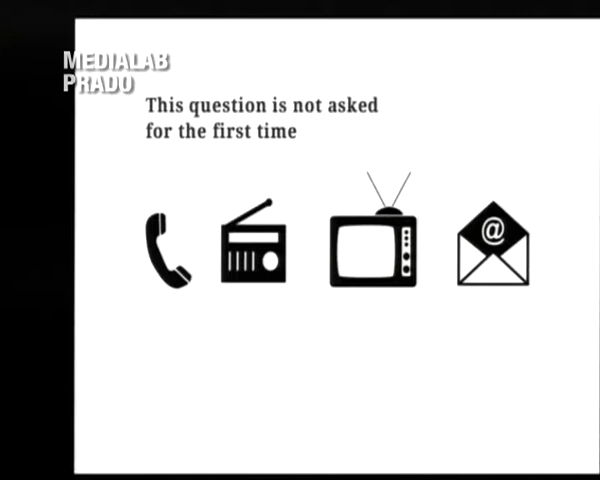 MEDIALAB
PRADO
This question is not asked
for the first time
@